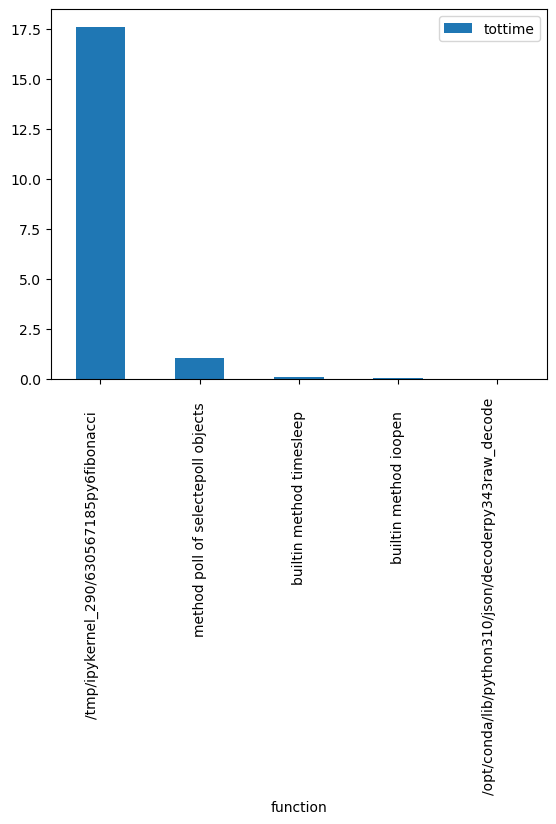 tottime
17.5
15.0
12.5
10.0
7.5
5.0
2.5
0.0
/tmp/ipykernel_290/630567185py6fibonacci
method poll of selectepoll objects
builtin method timesleep
builtin method ioopen
/opt/conda/lib/python310/json/decoderpy343raw_decode
function